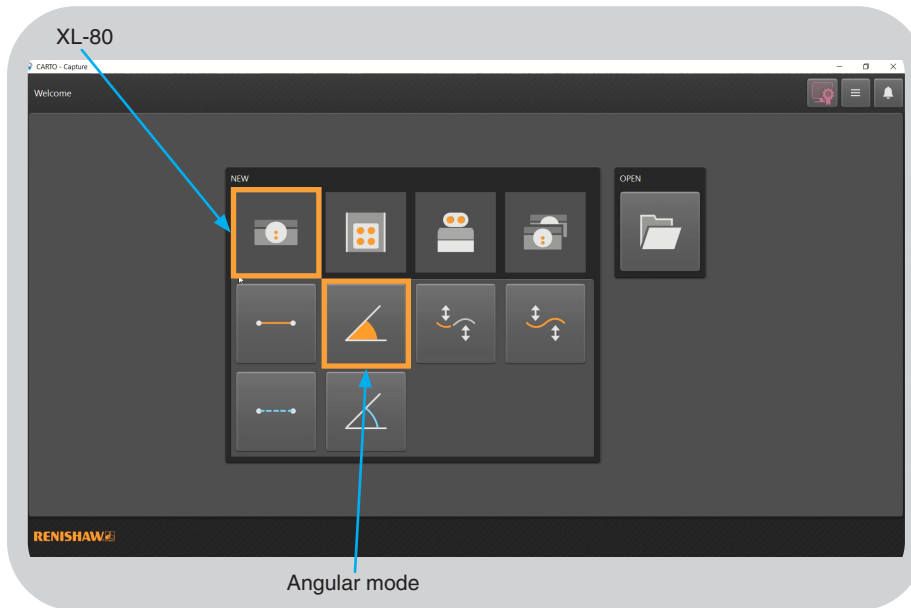 XL-80
CARTO - Capture
Welcome
NEW
OPEN
RENISHAW
Angular mode